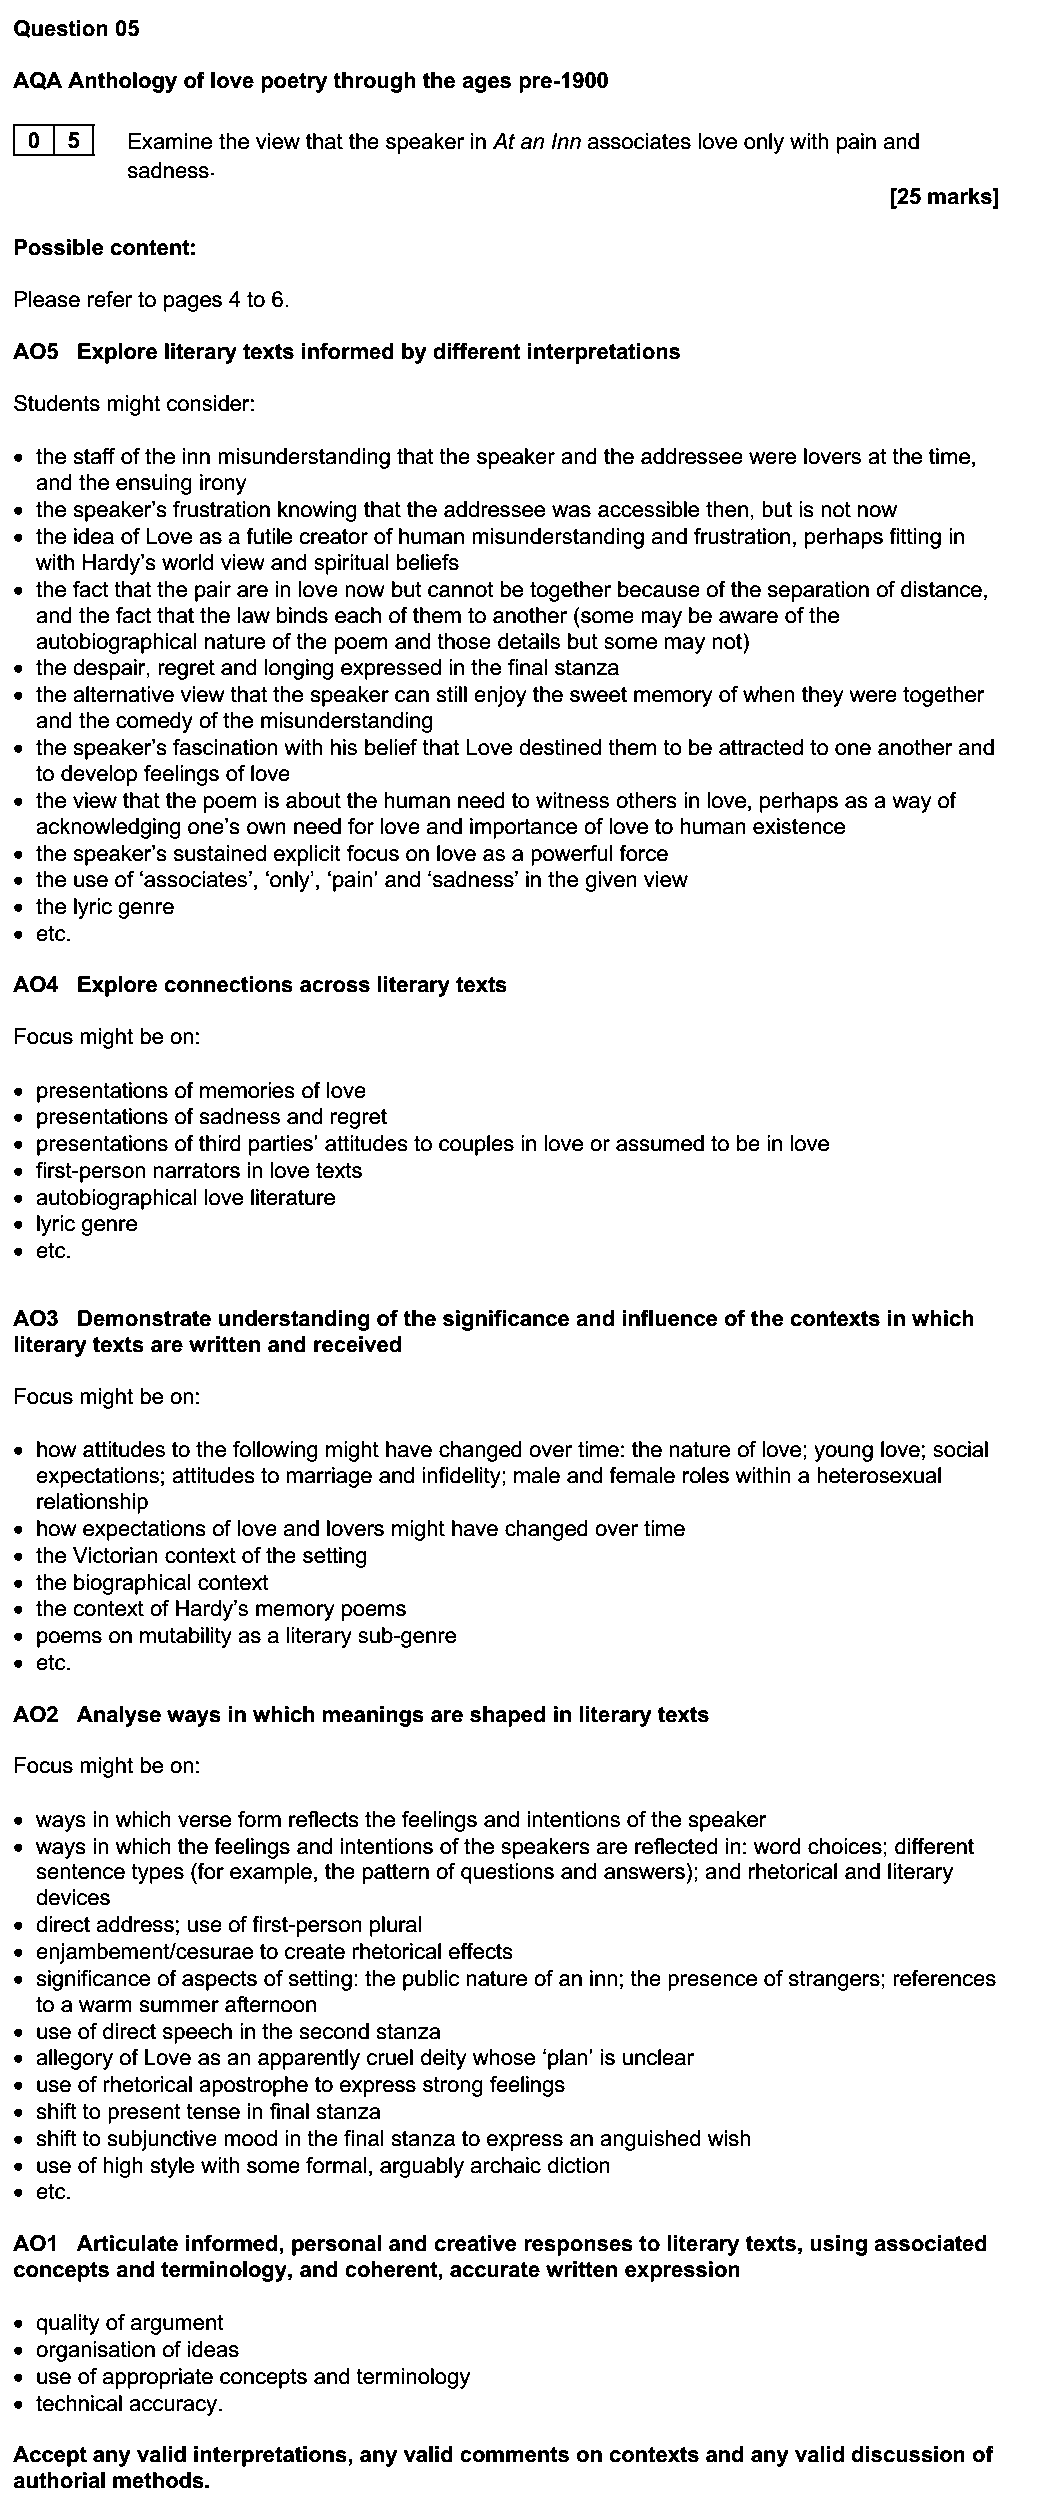 Question 05
AQA Anthology of love poetry through the ages pre-1900
0 5 Examine the view that the speaker in At an Inn associates love only with pain and
sadness.
[25 marks]
Possible content:
Please refer to pages 4 to 6.
AO5 Explore literary texts informed by different interpretations
Students might consider:
• the staff of the inn misunderstanding that the speaker and the addressee were lovers at the time,
and the ensuing irony
• the speaker's frustration knowing that the addressee was accessible then, but is not now
• the idea of Love as a futile creator of human misunderstanding and frustration, perhaps fitting in
with Hardy's world view and spiritual beliefs
• the fact that the pair are in love now but cannot be together because of the separation of distance,
and the fact that the law binds each of them to another (some may be aware of the
autobiographical nature of the poem and those details but some may not)
• the despair, regret and longing expressed in the final stanza
• the alternative view that the speaker can still enjoy the sweet memory of when they were together
and the comedy of the misunderstanding
• the speaker's fascination with his belief that Love destined them to be attracted to one another and
to develop feelings of love
• the view that the poem is about the human need to witness others in love, perhaps as a way of
acknowledging one's own need for love and importance of love to human existence
• the speaker's sustained explicit focus on love as a powerful force
• the use of 'associates', 'only', 'pain' and 'sadness' in the given view
• the lyric genre
• etc.
AO4 Explore connections across literary texts
Focus might be on:
• presentations of memories of love
• presentations of sadness and regret
• presentations of third parties' attitudes to couples in love or assumed to be in love
• first-person narrators in love texts
• autobiographical love literature
• lyric genre
• etc.
AO3 Demonstrate understanding of the significance and influence of the contexts in which
literary texts are written and received
Focus might be on:
• how attitudes to the following might have changed over time: the nature of love; young love; social
expectations; attitudes to marriage and infidelity; male and female roles within a heterosexual
relationship
• how expectations of love and lovers might have changed over time
• the Victorian context of the setting
• the biographical context
• the context of Hardy's memory poems
• poems on mutability as a literary sub-genre
• etc.
AO2 Analyse ways in which meanings are shaped in literary texts
Focus might be on:
• ways in which verse form reflects the feelings and intentions of the speaker
• ways in which the feelings and intentions of the speakers are reflected in: word choices; different
sentence types (for example, the pattern of questions and answers); and rhetorical and literary
devices
• direct address; use of first-person plural
• enjambement/cesurae to create rhetorical effects
• significance of aspects of setting: the public nature of an inn; the presence of strangers; references
to a warm summer afternoon
• use of direct speech in the second stanza
• allegory of Love as an apparently cruel deity whose 'plan' is unclear
• use of rhetorical apostrophe to express strong feelings
• shift to present tense in final stanza
• shift to subjunctive mood in the final stanza to express an anguished wish
• use of high style with some formal, arguably archaic diction
• etc.
AO1 Articulate informed, personal and creative responses to literary texts, using associated
concepts and terminology, and coherent, accurate written expression
• quality of argument
• organisation of ideas
• use of appropriate concepts and terminology
• technical accuracy.
Accept any valid interpretations, any valid comments on contexts and any valid discussion of
authorial methods.